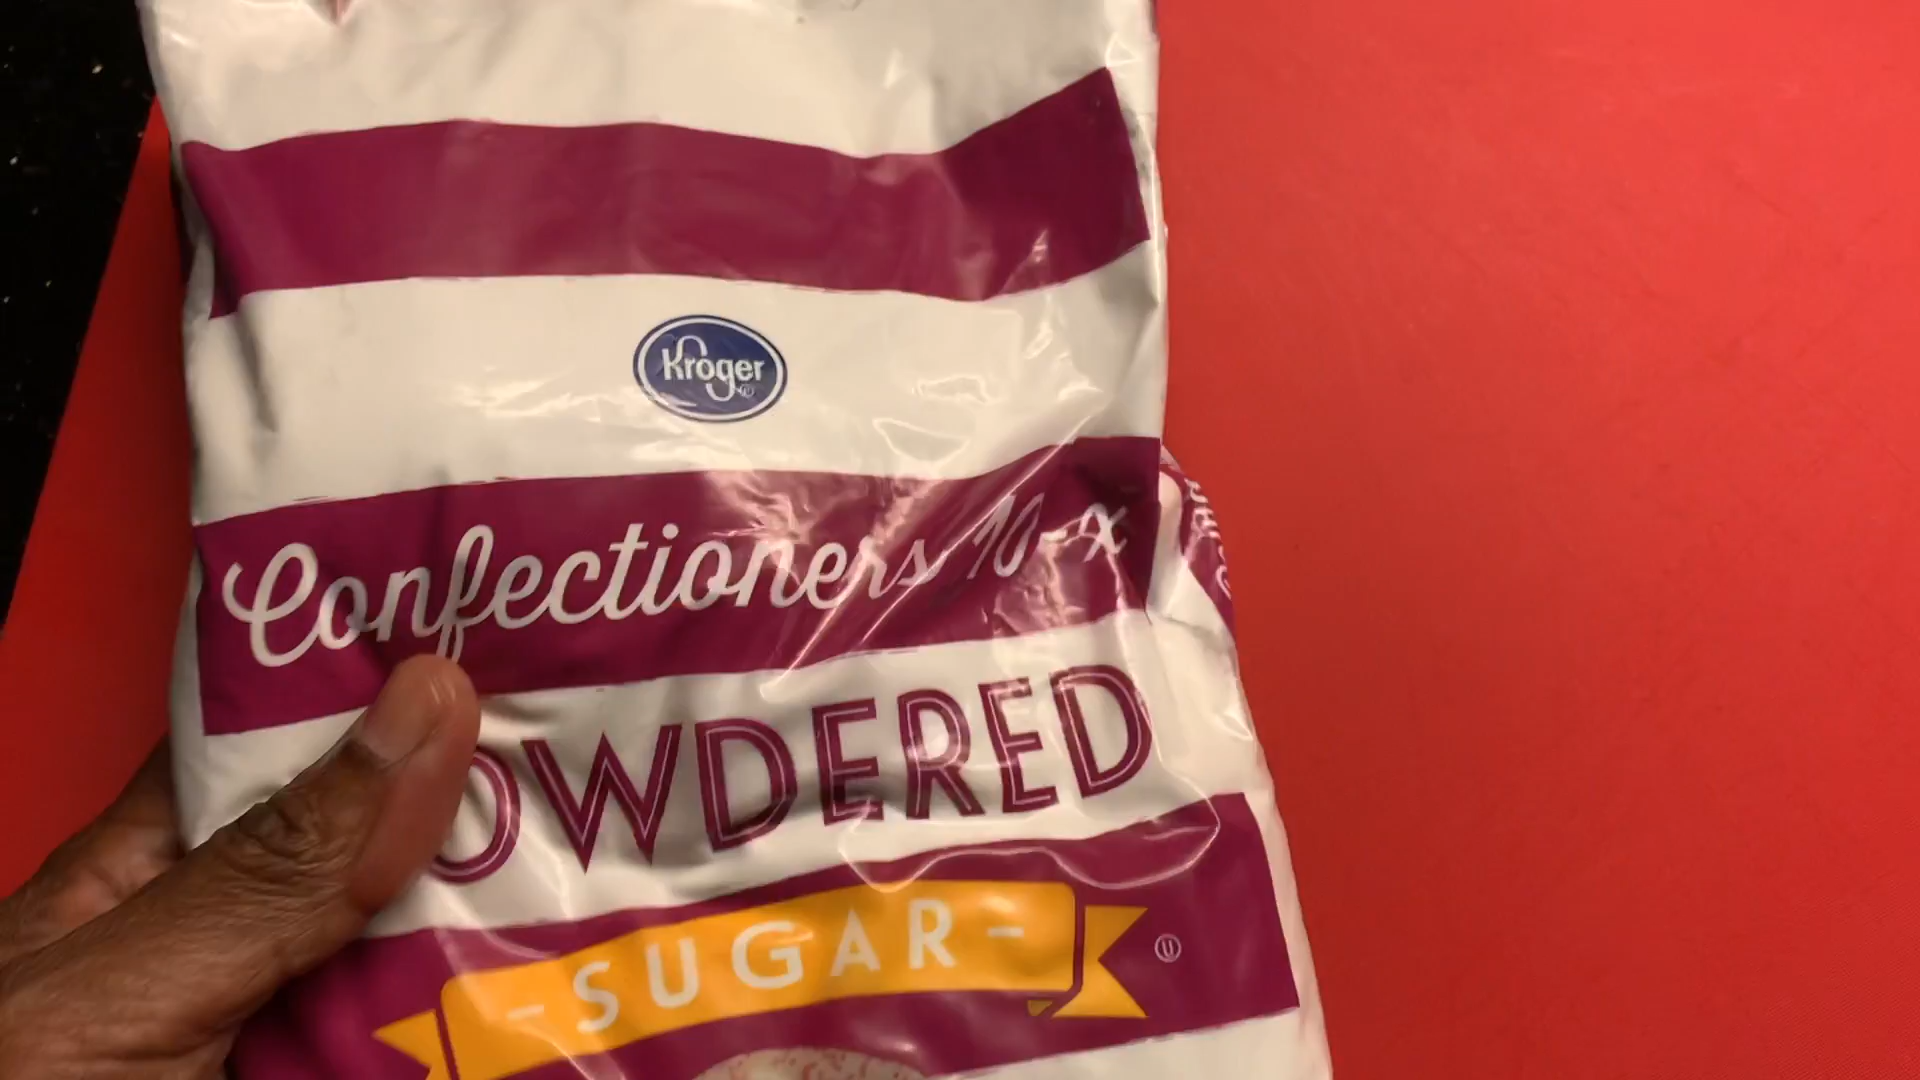 Kroger
Confectioners 10-x
OWDERED
-SUGAR-
U